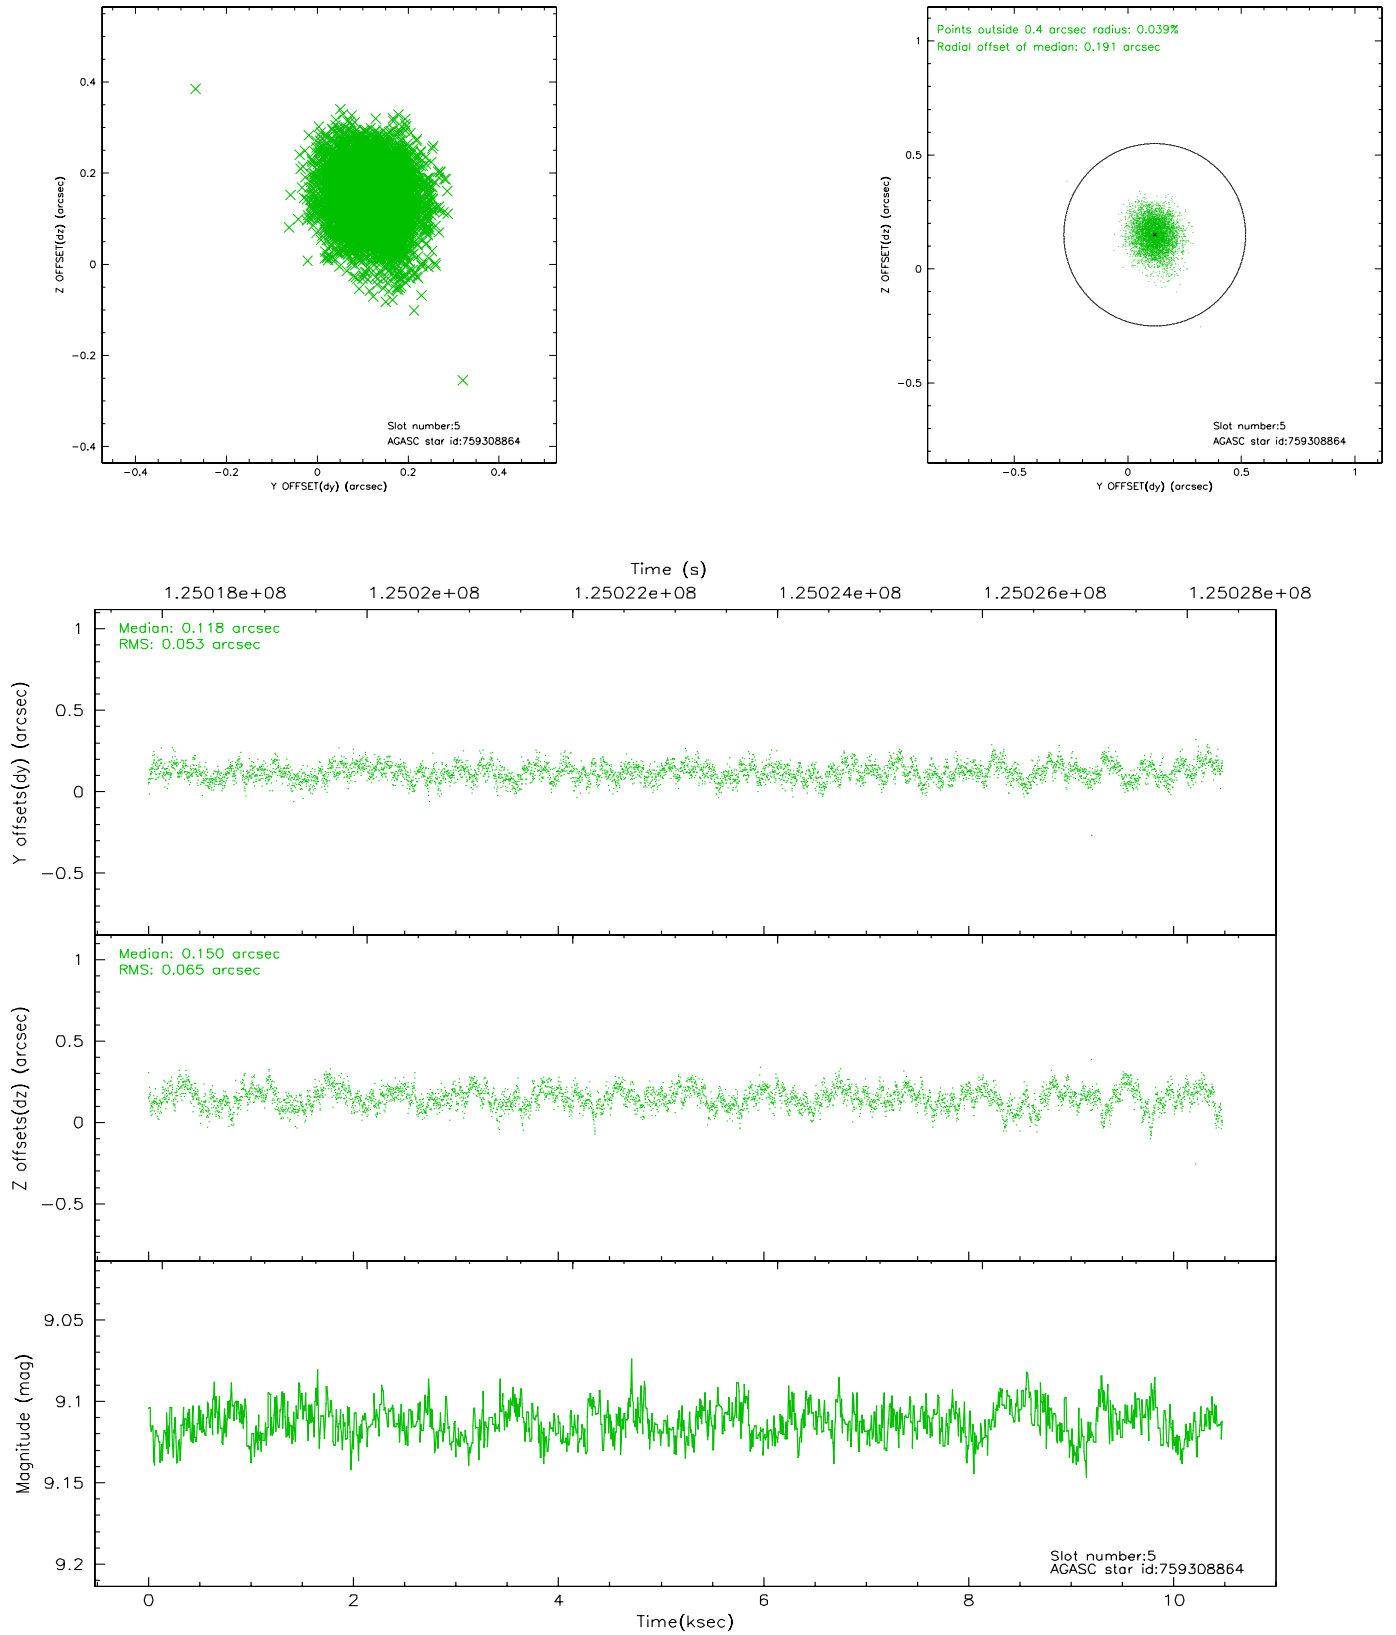 0.4
0.2
0
-0.2
-0.4
Z OFFSET(dz) (arcsec)
-0.4 -0.2 0 0.2 0.4
Y OFFSET(dy) (arcsec)
Slot number:5
AGASC star id:759308864
Points outside 0.4 arcsec radius: 0.039%
Radial offset of median: 0.191 arcsec
1
0.5
0
-0.5
Z OFFSET(dz) (arcsec)
-0.5 0 0.5 1
Y OFFSET(dy) (arcsec)
Slot number:5
AGASC star id:759308864
Time (s)
1.25018e+08 1.2502e+08 1.25022e+08 1.25024e+08 1.25026e+08 1.25028e+08
Median: 0.118 arcsec
RMS: 0.053 arcsec
1
0.5
0
-0.5
Y offsets(dy) (arcsec)
Median: 0.150 arcsec
RMS: 0.065 arcsec
1
0.5
0
-0.5
Z offsets(dz) (arcsec)
9.05
9.1
9.15
9.2
Magnitude (mag)
Slot number:5
AGASC star id:759308864
0 2 4 6 8 10
Time(ksec)